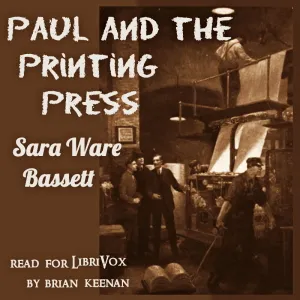 PAUL AND THE
PRINTING
PRESS
Sara Ware
Bassett
READ FOR LIBRIVOX
BY BRIAN KEENAN